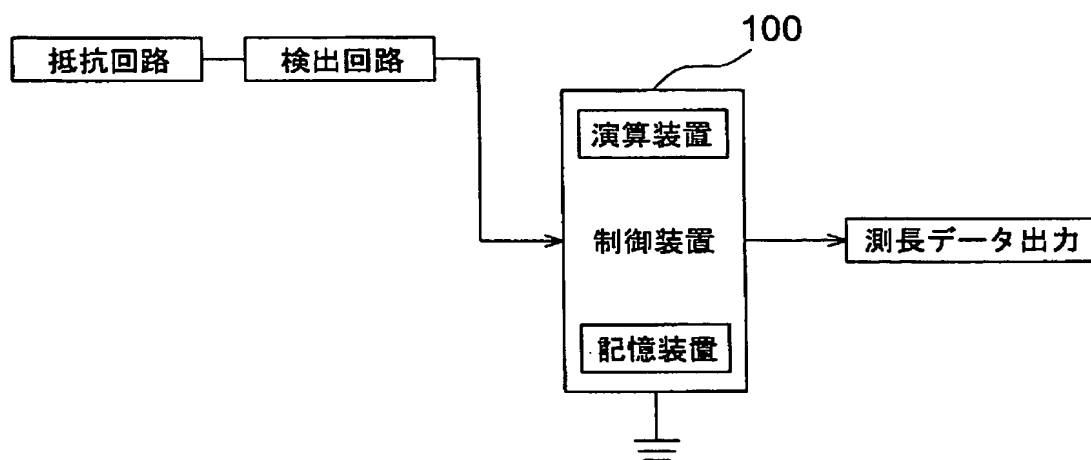 100
抵抗回路
検出回路
演算装置
制御装置
測長データ出力
記憶装置